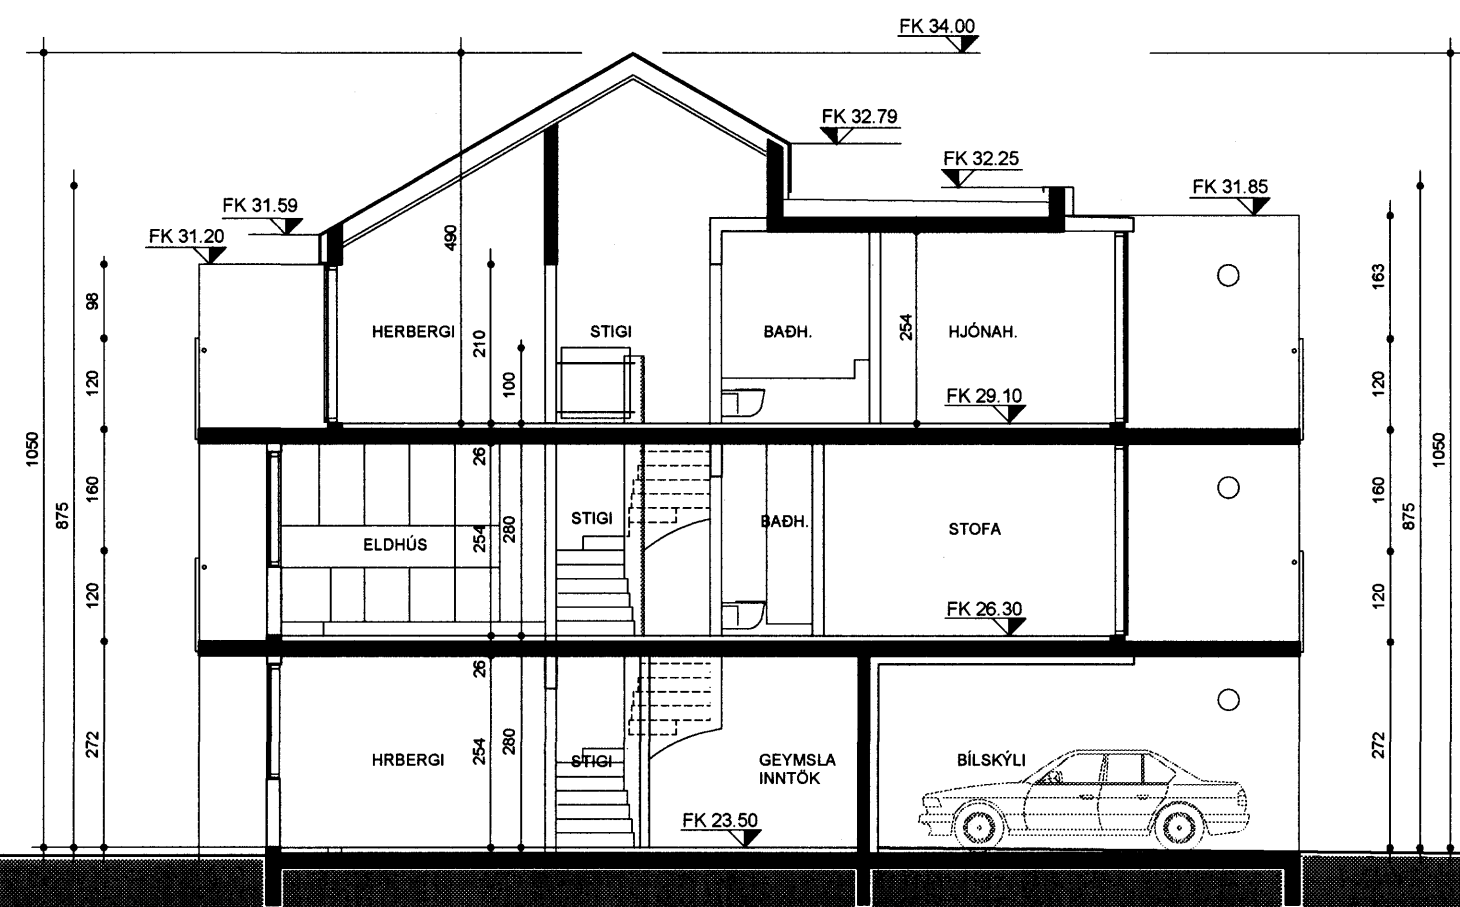 FK 34.00
FK 32.79
FK 32.25
FK 31.85
FK 31.59
FK 31.20
490
98
163
HERBERGI
STIGI
BAÐH.
HJÓNAH.
210
254
120
100
120
FK 29.10
1050
1050
26
160
160
875
875
STIGI
BAÐH.
STOFA
ELDHÚS
254
280
120
120
FK 26.30
26
272
254
280
272
HRBERGI
STIGI
GEYMSLA
INNTÖK
BÍLSKÝLI
FK 23.50